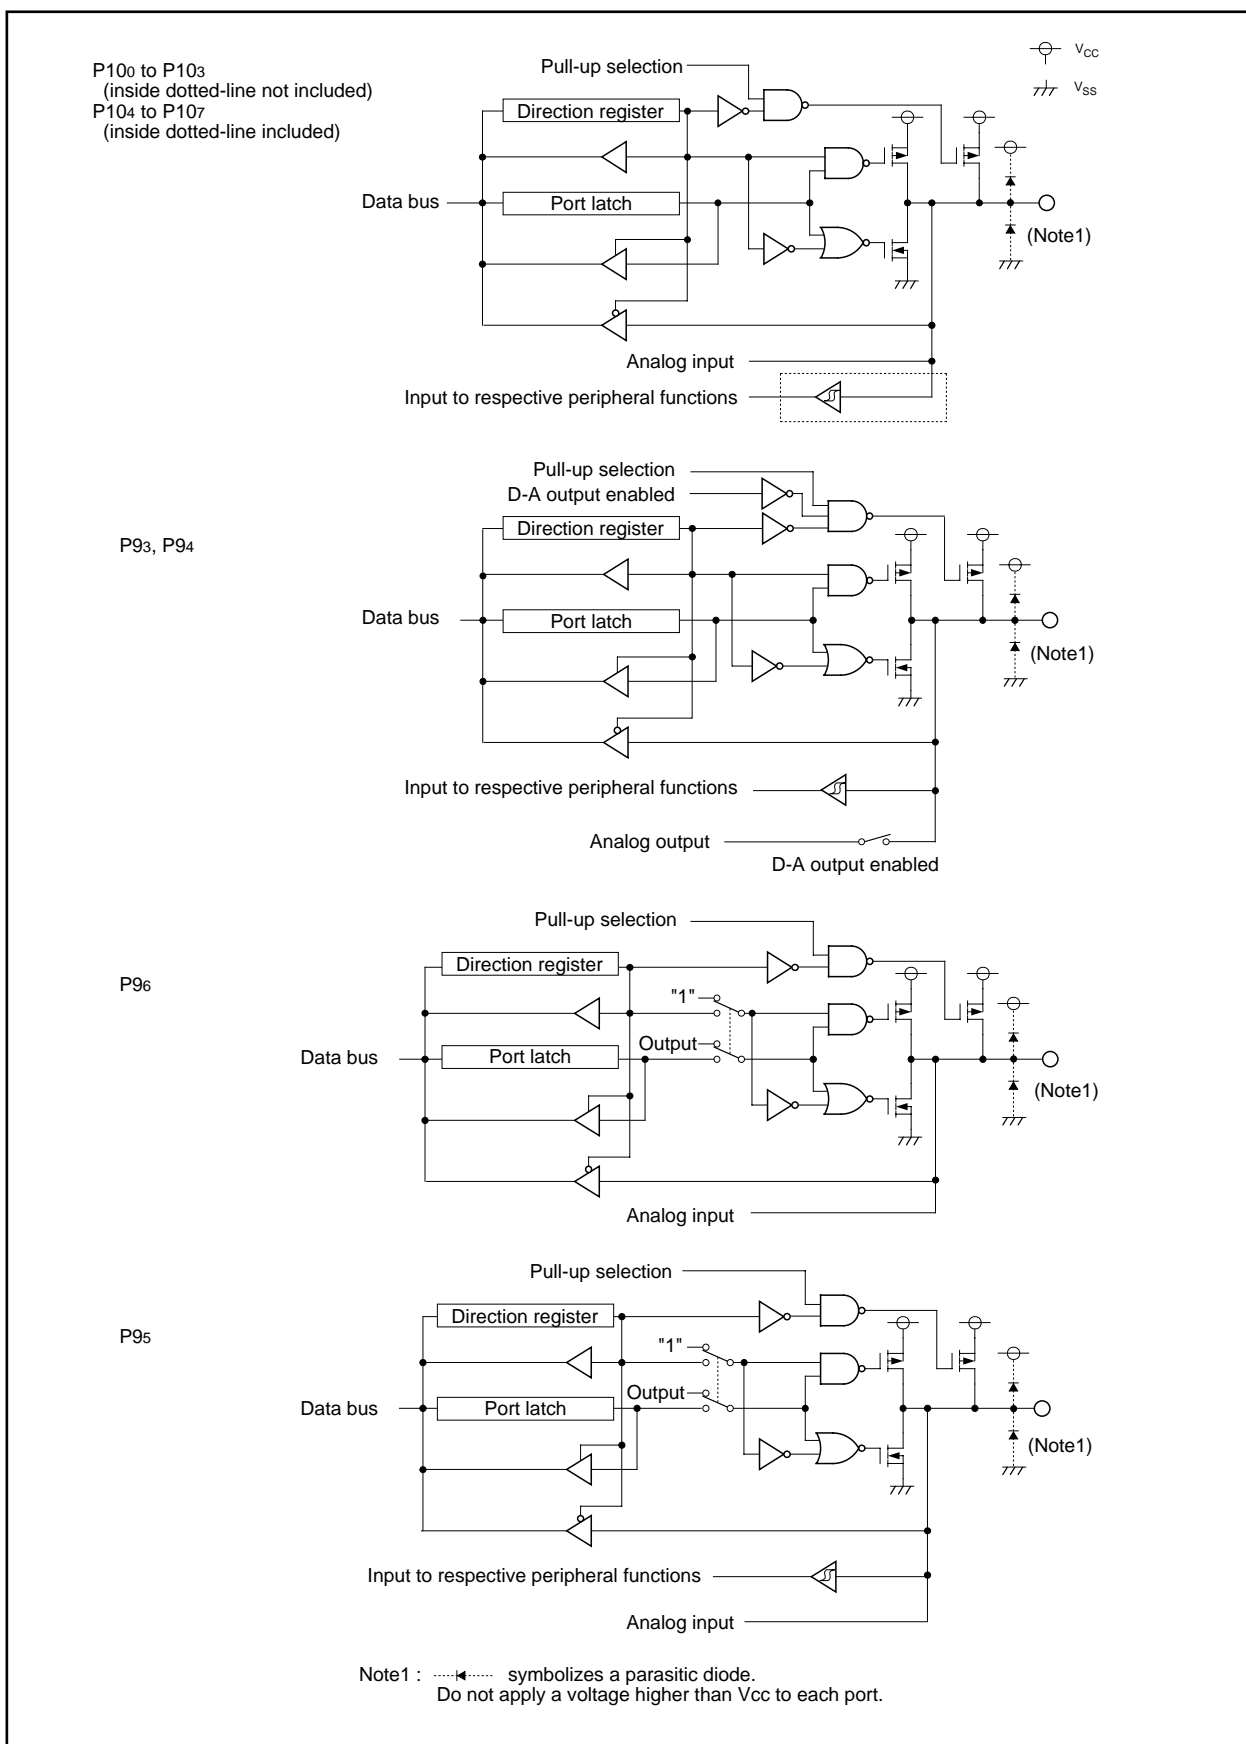 P100 to P103
(inside dotted-line not included)
P104 to P107
(inside dotted-line included)
Pull-up selection
VCC
VSS
Direction register
Data bus
Port latch
(Note1)
Analog input
Input to respective peripheral functions
P93, P94
Pull-up selection
D-A output enabled
Direction register
Data bus
Port latch
(Note1)
Input to respective peripheral functions
Analog output
D-A output enabled
P96
Pull-up selection
Direction register
"1"
Output
Data bus
Port latch
(Note1)
Analog input
P95
Pull-up selection
Direction register
"1"
Output
Data bus
Port latch
(Note1)
Input to respective peripheral functions
Analog input
Note1 : symbolizes a parasitic diode.
Do not apply a voltage higher than Vcc to each port.